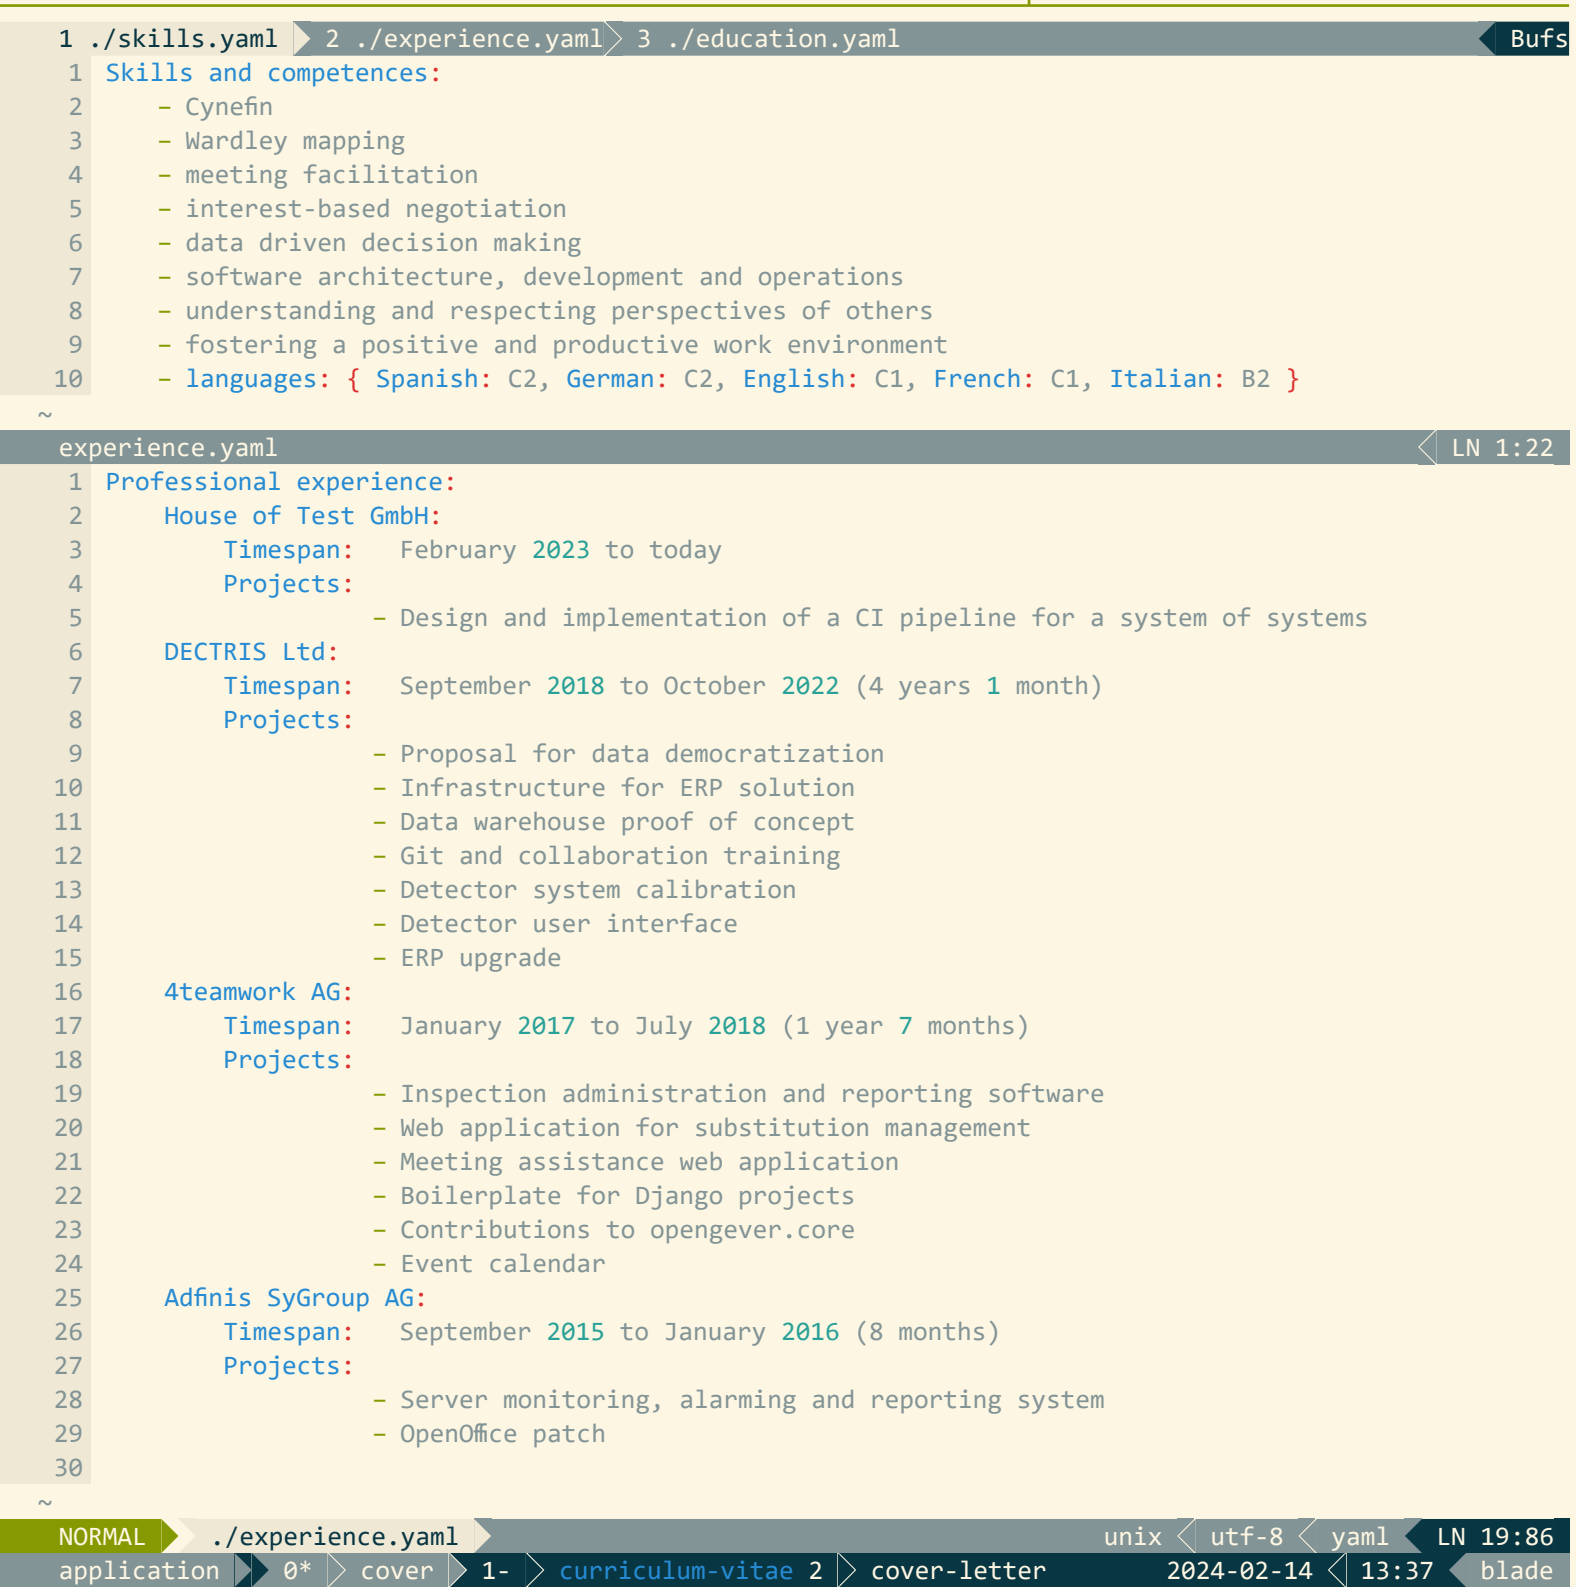 1 ./skills.yaml 2 ./experience.yaml 3 ./education.yaml Bufs
1 Skills and competences:
2 – Cynefin
3 – Wardley mapping
4 – meeting facilitation
5 – interest-based negotiation
6 – data driven decision making
7 – software architecture, development and operations
8 – understanding and respecting perspectives of others
9 – fostering a positive and productive work environment
10 – languages: { Spanish: C2, German: C2, English: C1, French: C1, Italian: B2 }
~
experience.yaml LN 1:22
1 Professional experience:
2 House of Test GmbH:
3 Timespan: February 2023 to today
4 Projects:
5 – Design and implementation of a CI pipeline for a system of systems
6 DECTRIS Ltd:
7 Timespan: September 2018 to October 2022 (4 years 1 month)
8 Projects:
9 – Proposal for data democratization
10 – Infrastructure for ERP solution
11 – Data warehouse proof of concept
12 – Git and collaboration training
13 – Detector system calibration
14 – Detector user interface
15 – ERP upgrade
16 4teamwork AG:
17 Timespan: January 2017 to July 2018 (1 year 7 months)
18 Projects:
19 – Inspection administration and reporting software
20 – Web application for substitution management
21 – Meeting assistance web application
22 – Boilerplate for Django projects
23 – Contributions to opengever.core
24 – Event calendar
25 Adfinis SyGroup AG:
26 Timespan: September 2015 to January 2016 (8 months)
27 Projects:
28 – Server monitoring, alarming and reporting system
29 – OpenOffice patch
30
~
NORMAL ./experience.yaml unix utf-8 yaml LN 19:86
application 0* cover 1- curriculum-vitae 2 cover-letter 2024-02-14 13:37 blade